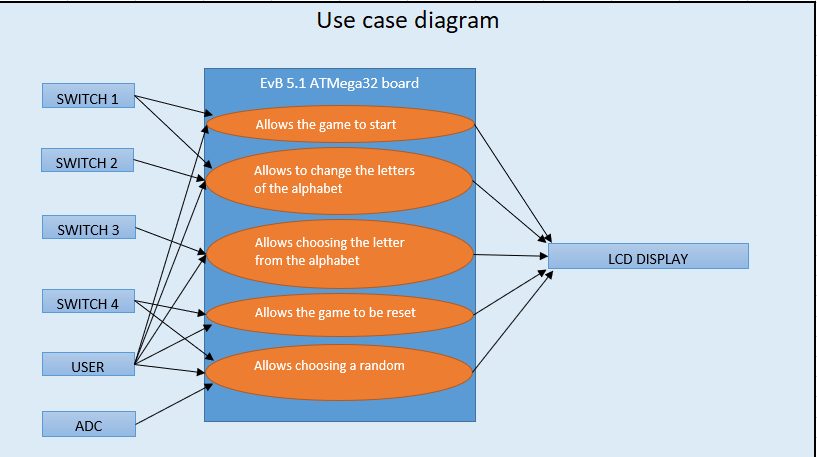 Use case diagram
EvB 5.1 ATMega32 board
SWITCH 1
SWITCH 2
SWITCH 3
SWITCH 4
USER
ADC
Allows the game to start
Allows to change the letters
of the alphabet
Allows choosing the letter
from the alphabet
Allows the game to be reset
Allows choosing a random
LCD DISPLAY